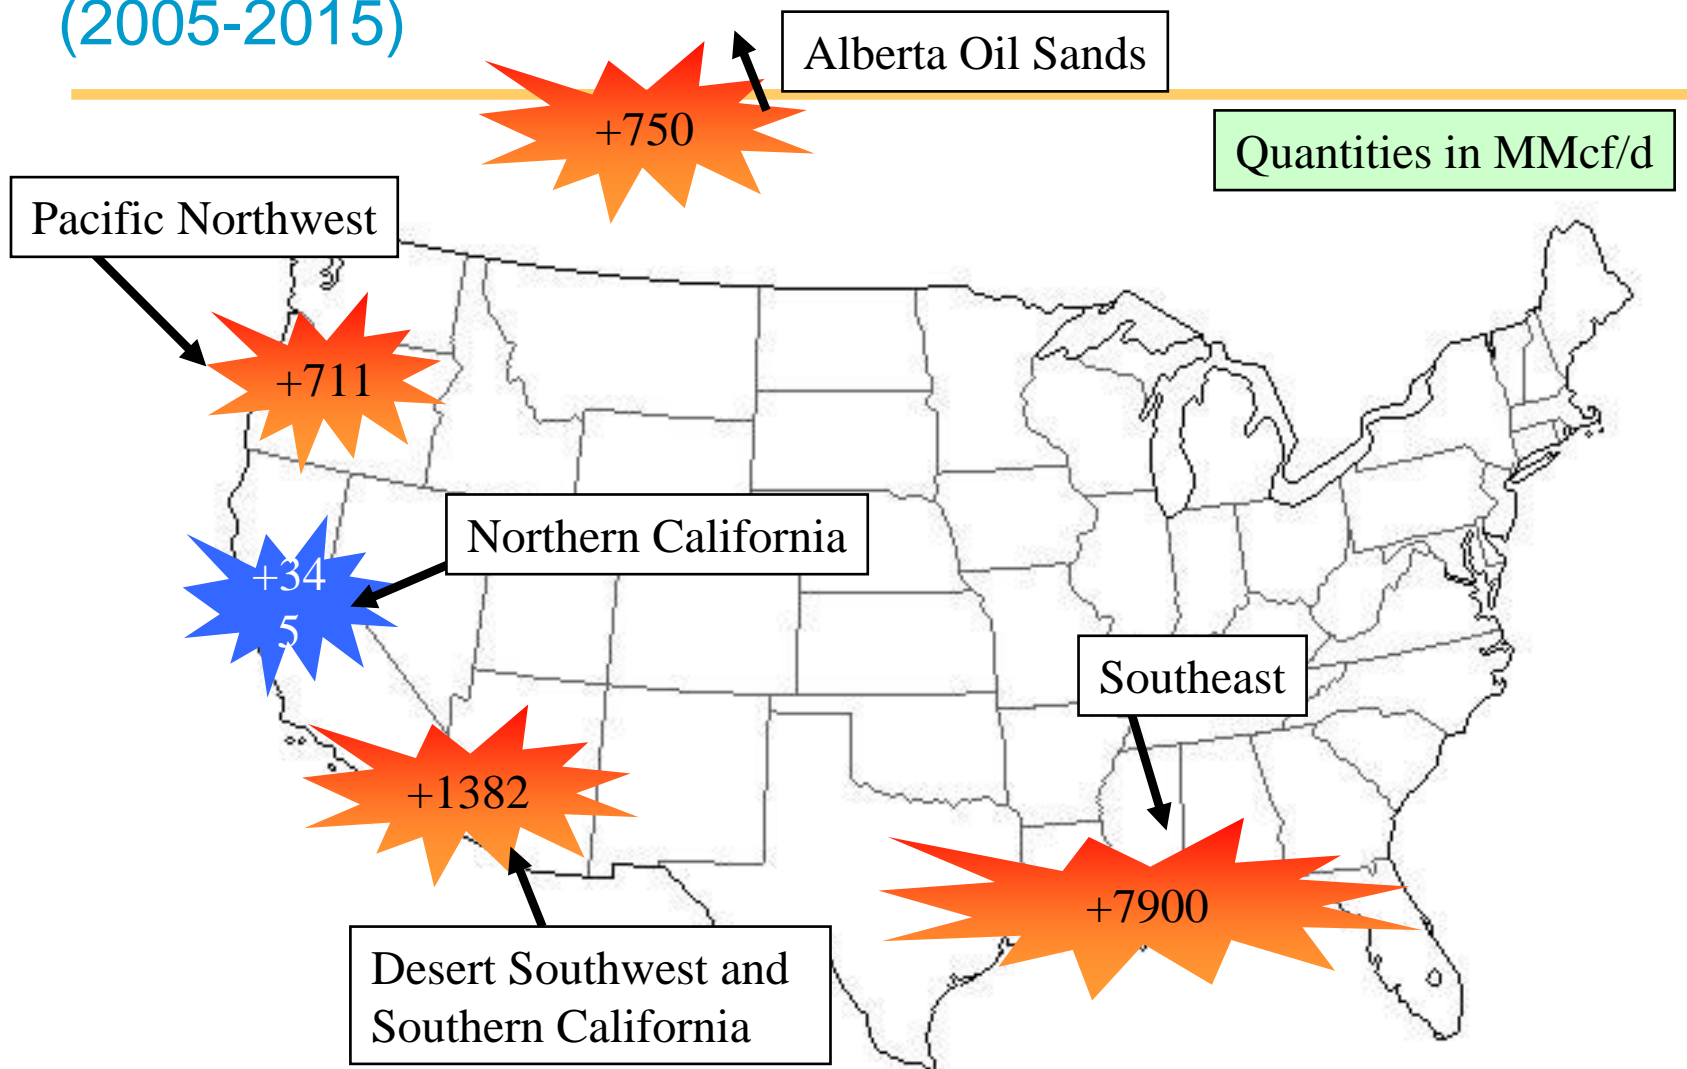 (2005-2015)
Alberta Oil Sands
+750
Quantities in MMcf/d
Pacific Northwest
+711
Northern California
+34
5
Southeast
+1382
+7900
Desert Southwest and
Southern California